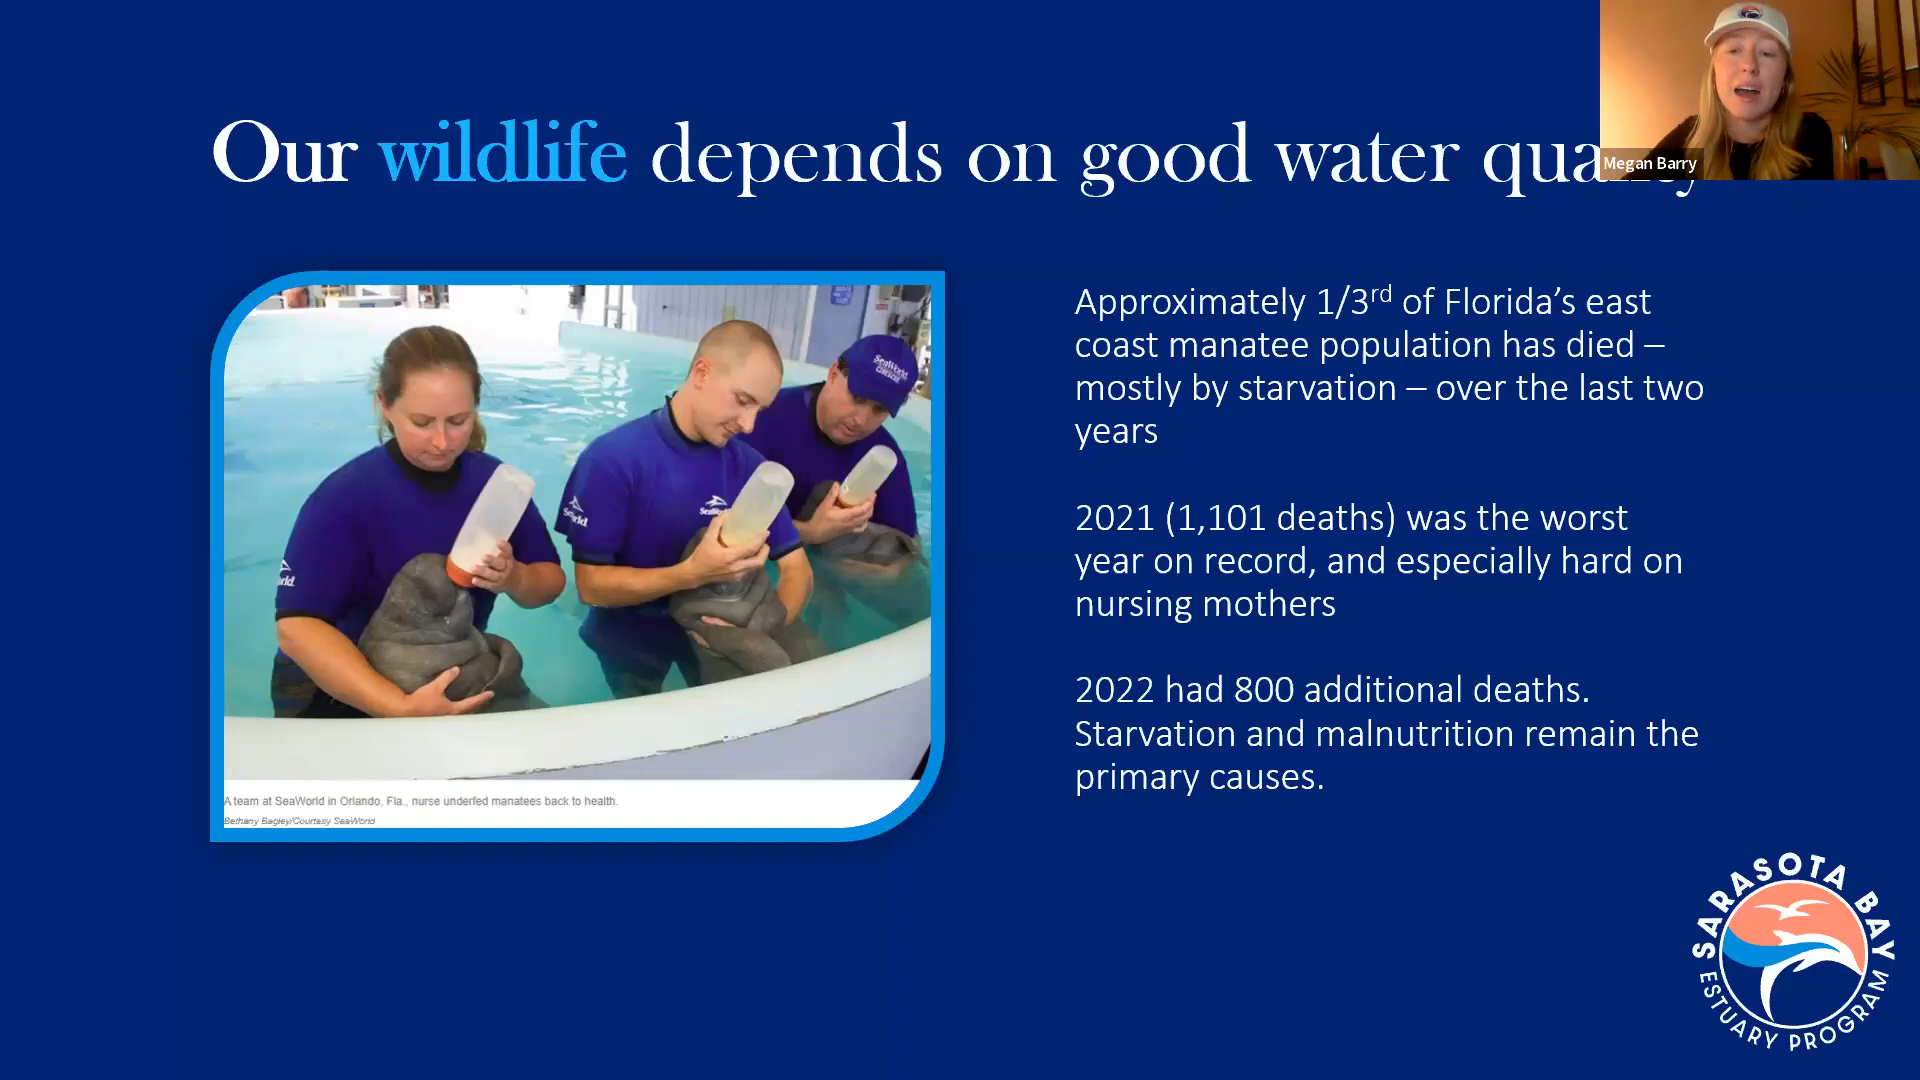 Our wildlife depends on good water
Megan Barry
SeaWorld
SeaWorld
Approximately 1/3rd of Florida’s east
coast manatee population has died –
mostly by starvation – over the last two
years
2021 (1,101 deaths) was the worst
year on record, and especially hard on
nursing mothers
2022 had 800 additional deaths.
Starvation and malnutrition remain the
primary causes.
A team at SeaWorld in Orlando, Fla., nurse underfed manatees back to health.
Bethany Bagley/Courtesy SeaWorld
SARASOTA BAY
ESTUARY PROGRAM